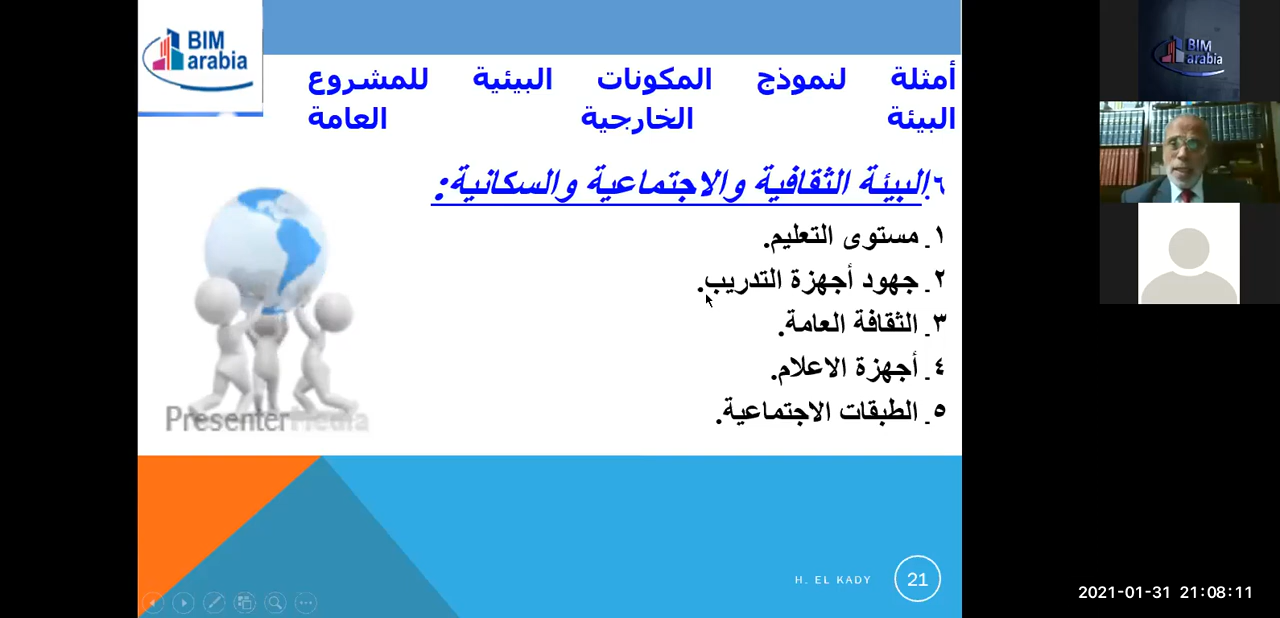 BIM
arabia
أمثلة لنموذج المكونات البيئية للمشروع
البيئة الخارجية العامة
٦.البيئة الثقافية والاجتماعية والسكانية:
١. مستوى التعليم.
٢. جهود أجهزة التدريب.
٣. الثقافة العامة.
٤. أجهزة الاعلام.
٥. الطبقات الاجتماعية.
PresenterMedia
H. EL KADY
21
BIM
arabia
2021-01-31 21:08:11